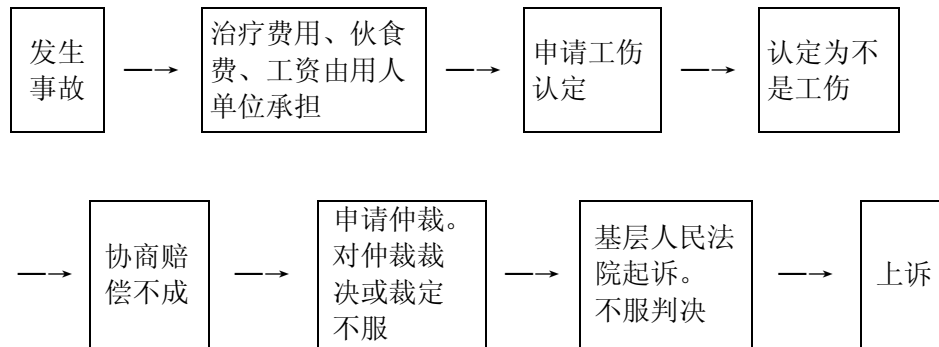 发生
事故
治疗费用、伙食
费、工资由用人
单位承担
申请工伤
认定
认定为不
是工伤
协商赔
偿不成
申请仲裁。
对仲裁裁
决或裁定
不服
基层人民法
院起诉。
不服判决
上诉